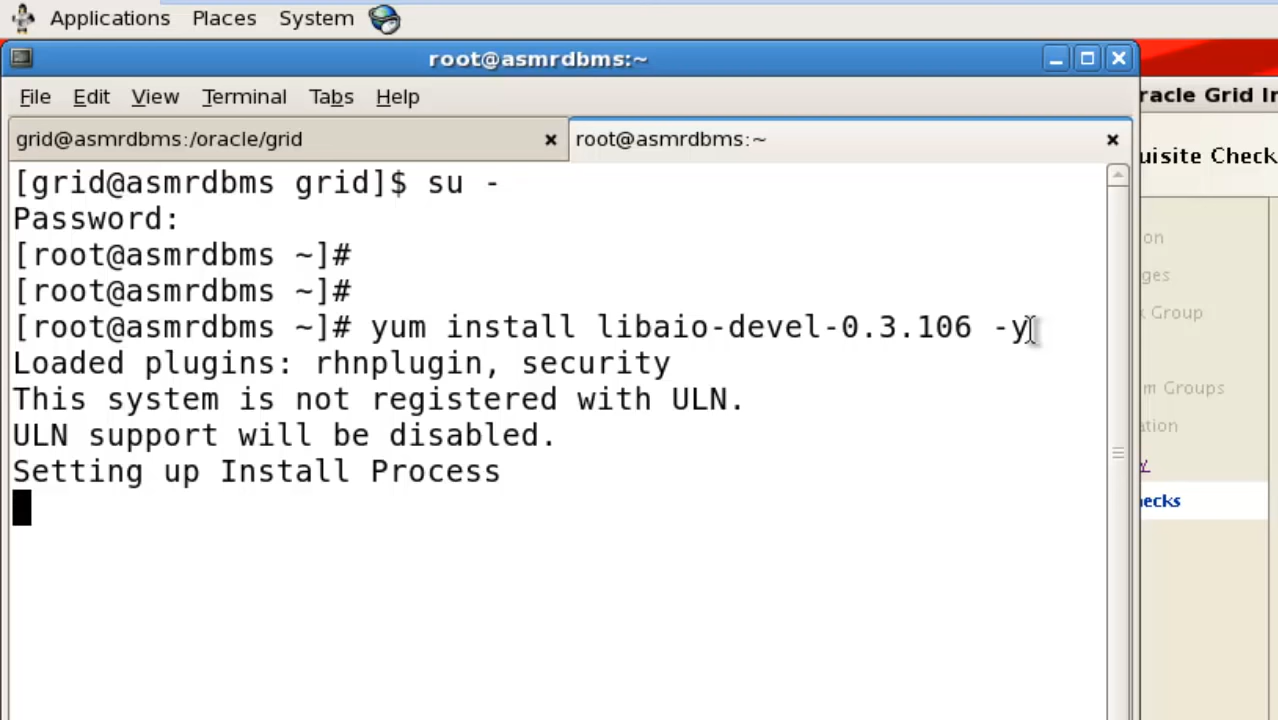 Applications Places System
root@asmrdbms:~
File Edit View Terminal Tabs Help
grid@asmrdbms:/oracle/grid
root@asmrdbms:~
[grid@asmrdbms grid]$ su -
Password:
[root@asmrdbms ~]#
[root@asmrdbms ~]#
[root@asmrdbms ~]# yum install libaio-devel-0.3.106 -y
Loaded plugins: rhnplugin, security
This system is not registered with ULN.
ULN support will be disabled.
Setting up Install Process
racle Grid In
uisite Check
on
ges
k Group
m Groups
ation
y
ecks